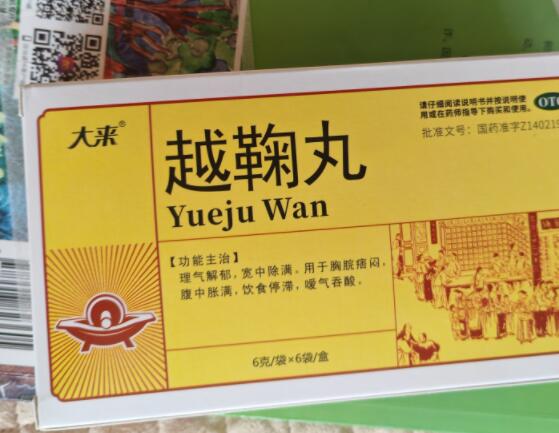 请仔细阅读说明书并按说明使
用或在药师指导下购买和使用。
OTC
批准文号：国药准字Z140219
大来®
越鞠丸
Yueju Wan
【功能主治】
理气解郁，宽中除满。用于胸脘痞闷，
腹中胀满，饮食停滞，嗳气吞酸。
6克/袋×6袋/盒